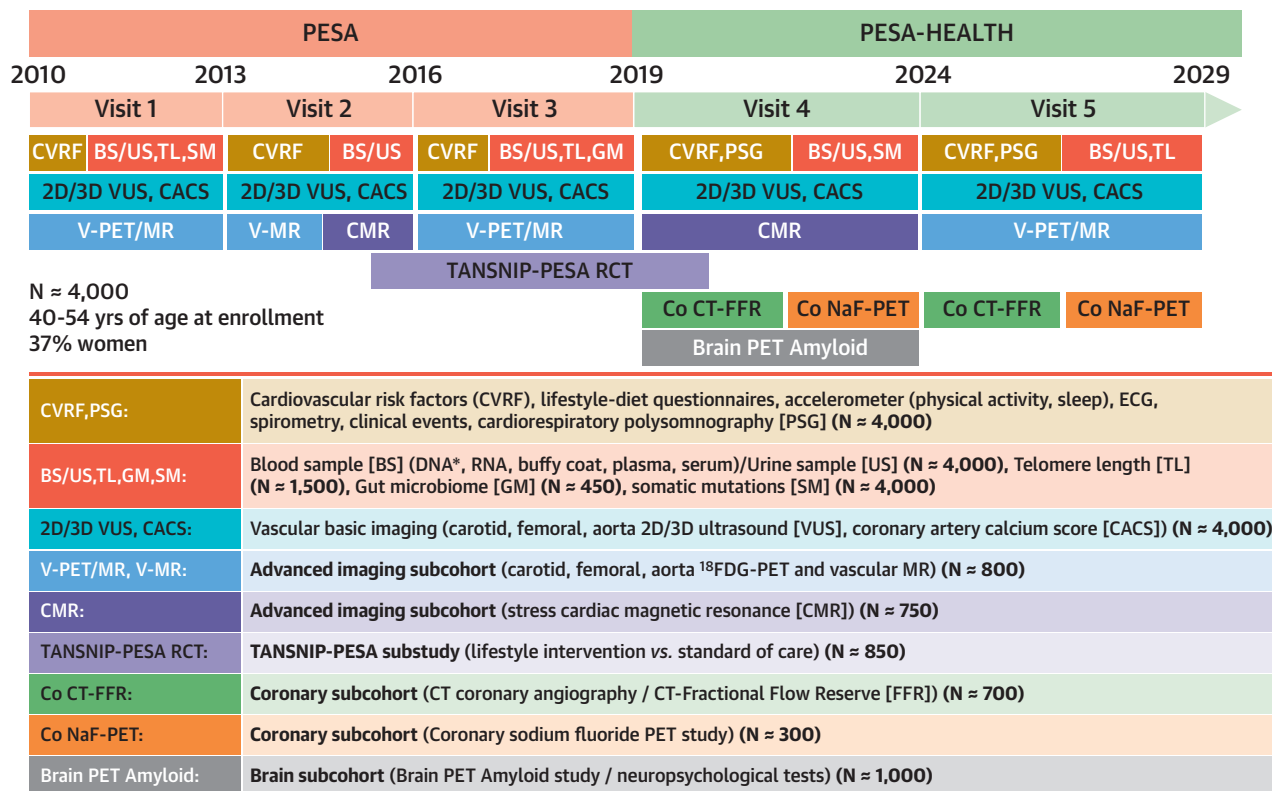 PESA PESA-HEALTH
2010 2013 2016 2019 2024 2029
Visit 1 Visit 2 Visit 3 Visit 4 Visit 5
CVRF BS/US,TL,SM CVRF BS/US CVRF BS/US,TL,GM CVRF,PSG BS/US,SM CVRF,PSG BS/US,TL
2D/3D VUS, CACS 2D/3D VUS, CACS 2D/3D VUS, CACS 2D/3D VUS, CACS 2D/3D VUS, CACS
V-PET/MR V-MR CMR V-PET/MR CMR V-PET/MR
TANSNIP-PESA RCT
Co CT-FFR Co NaF-PET Co CT-FFR Co NaF-PET
Brain PET Amyloid
N ≈ 4,000
40-54 yrs of age at enrollment
37% women
CVRF,PSG:
Cardiovascular risk factors (CVRF), lifestyle-diet questionnaires, accelerometer (physical activity, sleep), ECG,
spirometry, clinical events, cardiorespiratory polysomnography [PSG] (N ≈ 4,000)
BS/US,TL,GM,SM:
Blood sample [BS] (DNA*, RNA, buffy coat, plasma, serum)/Urine sample [US] (N ≈ 4,000), Telomere length [TL]
(N ≈ 1,500), Gut microbiome [GM] (N ≈ 450), somatic mutations [SM] (N ≈ 4,000)
2D/3D VUS, CACS: Vascular basic imaging (carotid, femoral, aorta 2D/3D ultrasound [VUS], coronary artery calcium score [CACS]) (N ≈ 4,000)
V-PET/MR, V-MR: Advanced imaging subcohort (carotid, femoral, aorta ¹⁸FDG-PET and vascular MR) (N ≈ 800)
CMR: Advanced imaging subcohort (stress cardiac magnetic resonance [CMR]) (N ≈ 750)
TANSNIP-PESA RCT: TANSNIP-PESA substudy (lifestyle intervention vs. standard of care) (N ≈ 850)
Co CT-FFR: Coronary subcohort (CT coronary angiography / CT-Fractional Flow Reserve [FFR]) (N ≈ 700)
Co NaF-PET: Coronary subcohort (Coronary sodium fluoride PET study) (N ≈ 300)
Brain PET Amyloid: Brain subcohort (Brain PET Amyloid study / neuropsychological tests) (N ≈ 1,000)